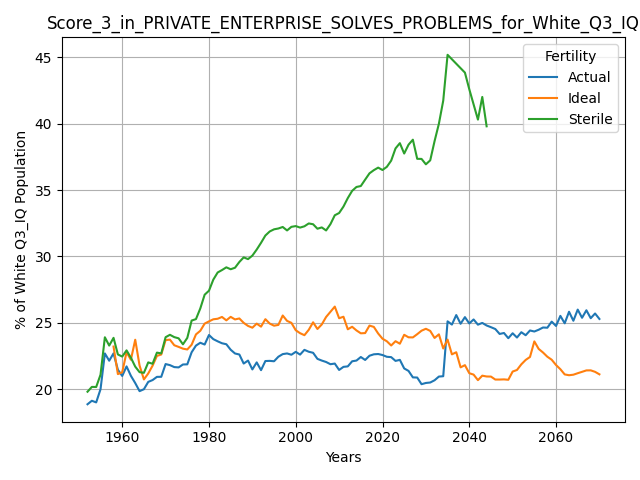 Score_3_in_PRIVATE_ENTERPRISE_SOLVES_PROBLEMS_for_White_Q3_IQ
% of White Q3_IQ Population
45
40
35
30
25
20
Fertility
Actual
Ideal
Sterile
1960
1980
2000
2020
2040
2060
Years